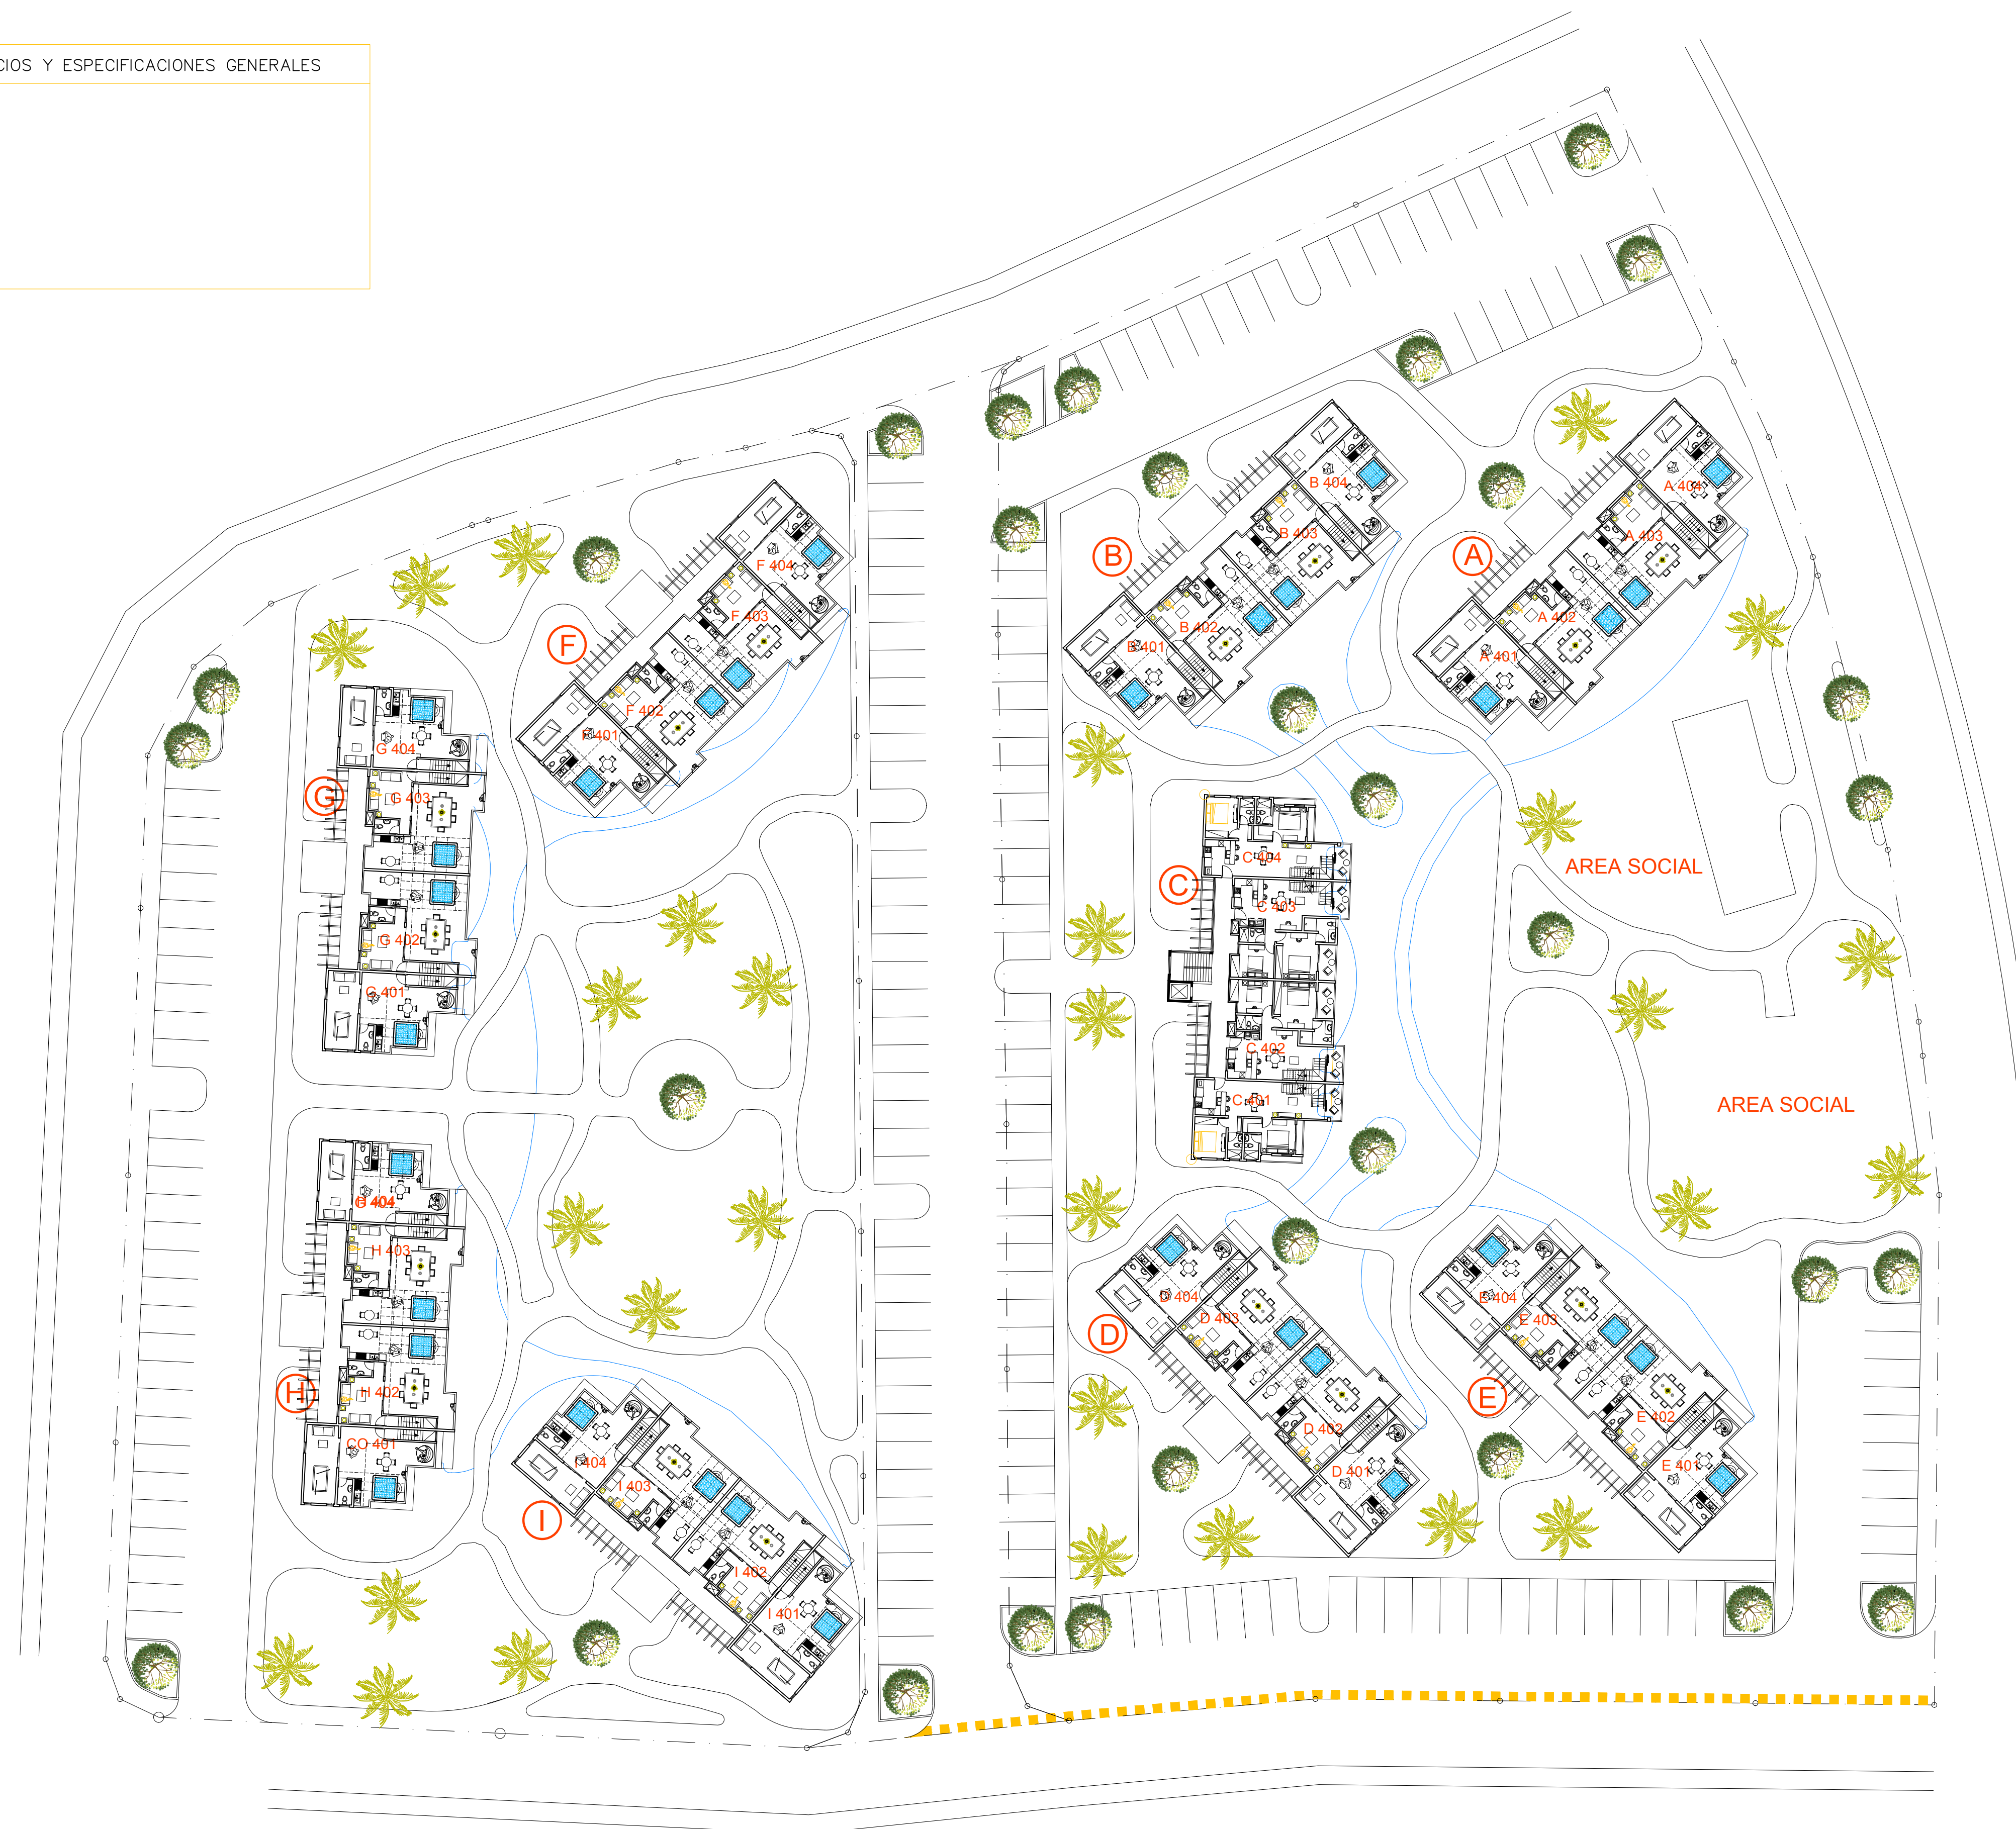 CIOS Y ESPECIFICACIONES GENERALES
A
A 404
A 403
A 402
A 401
B
B 404
B 403
B 402
B 401
F
F 404
F 403
F 402
F 401
G
G 404
G 403
G 402
G 401
C
C 404
C 403
C 402
C 401
AREA SOCIAL
AREA SOCIAL
H
H 403
H 402
CO 401
D
D 404
D 403
D 402
D 401
E
E 404
E 403
E 402
E 401
I
I 404
I 403
I 402
I 401